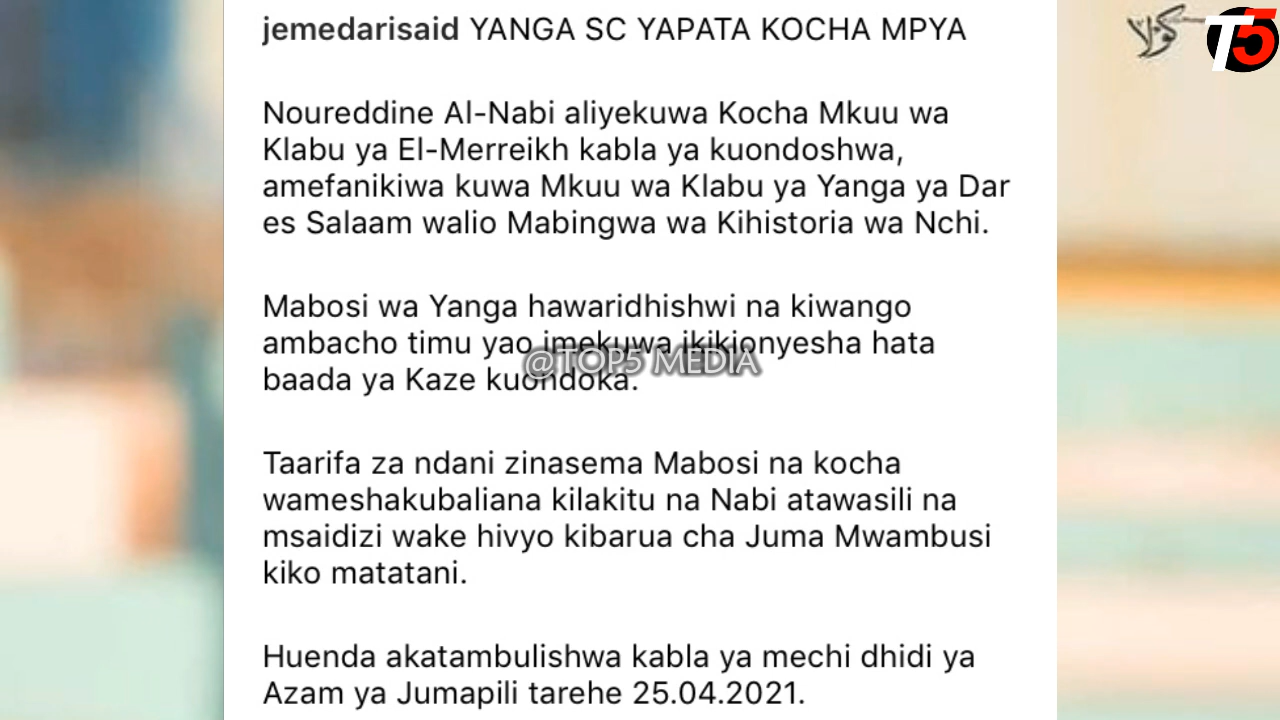 jemedarisaid YANGA SC YAPATA KOCHA MPYA
T5
Noureddine Al-Nabi aliyekuwa Kocha Mkuu wa
Klabu ya El-Merreikh kabla ya kuondoshwa,
amefanikiwa kuwa Mkuu wa Klabu ya Yanga ya Dar
es Salaam walio Mabingwa wa Kihistoria wa Nchi.
Mabosi wa Yanga hawaridhishwi na kiwango
ambacho timu yao imekuwa ikikionyesha hata
@TOP5 MEDIA
baada ya Kaze kuondoka.
Taarifa za ndani zinasema Mabosi na kocha
wameshakubaliana kilakitu na Nabi atawasili na
msaidizi wake hivyo kibarua cha Juma Mwambusi
kiko matatani.
Huenda akatambulishwa kabla ya mechi dhidi ya
Azam ya Jumapili tarehe 25.04.2021.